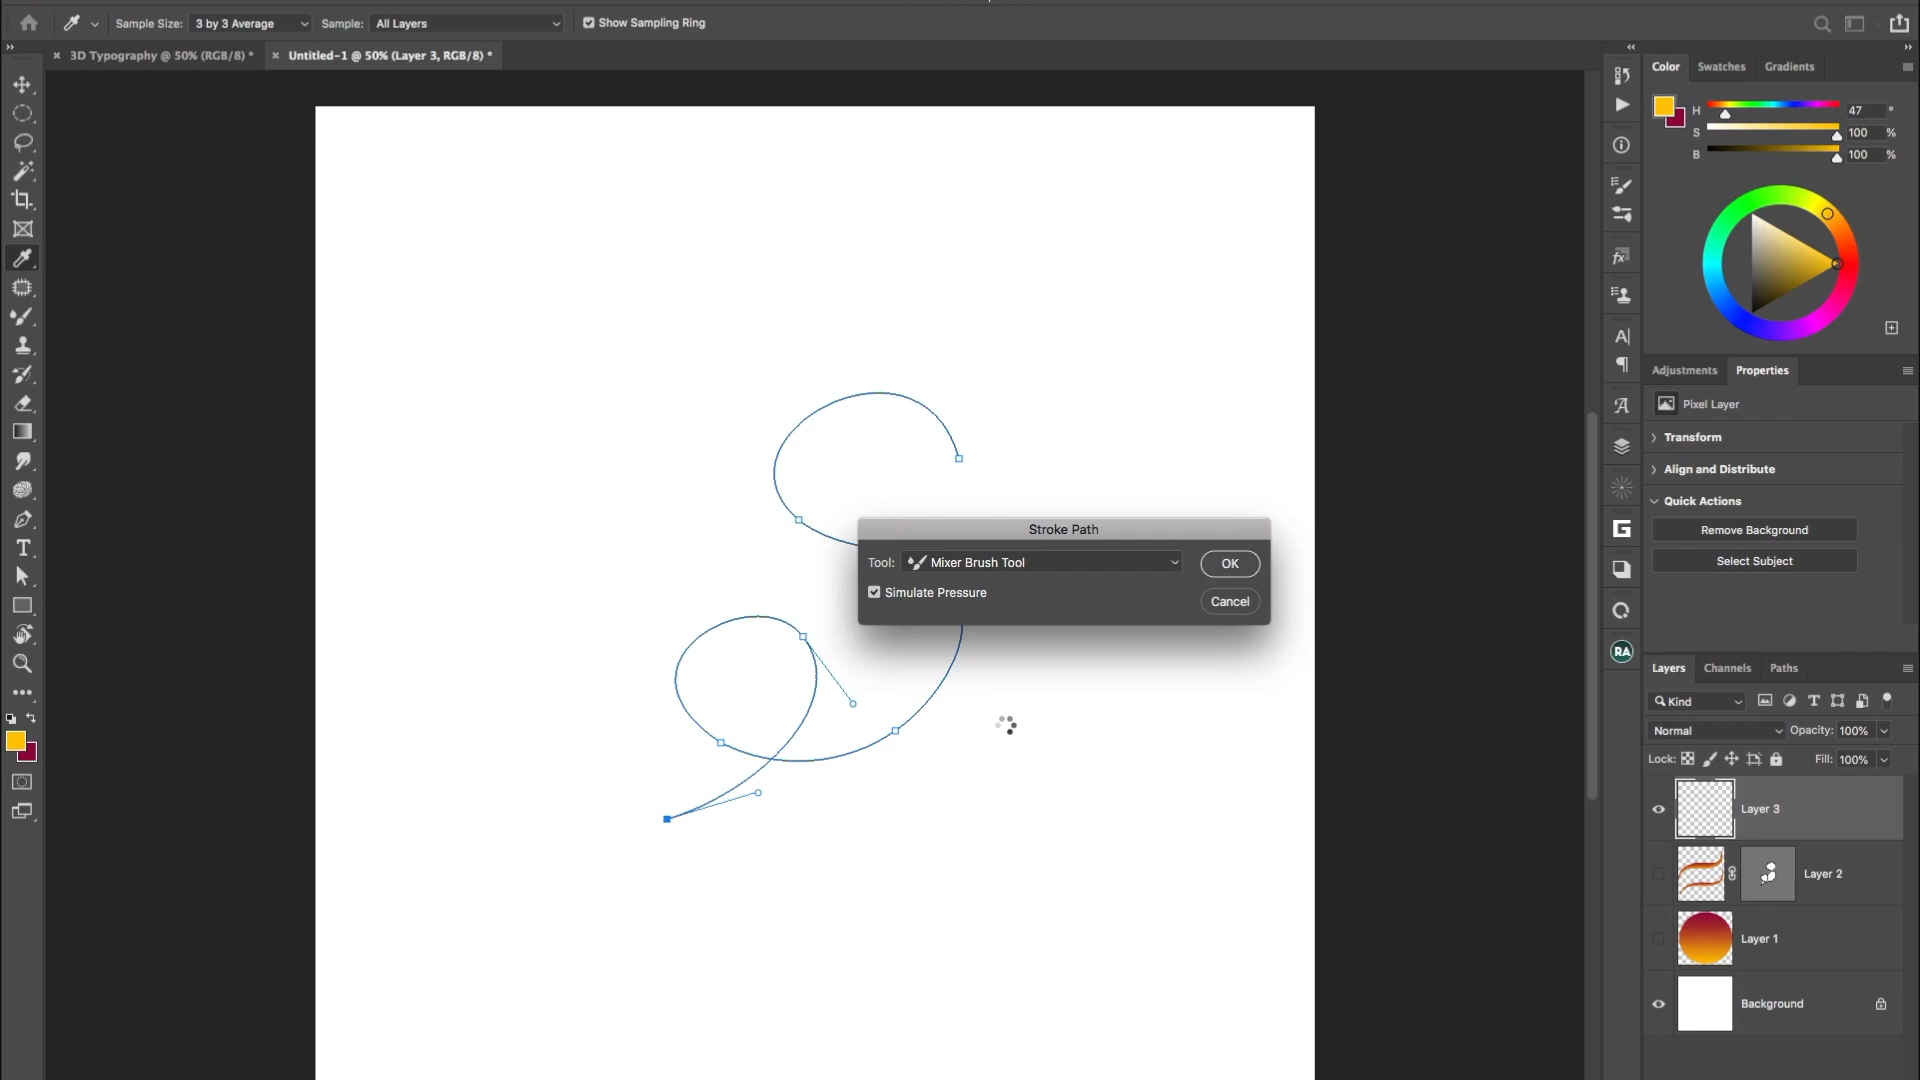 Sample Size: 3 by 3 Average Sample: All Layers Show Sampling Ring
3D Typography @ 50% (RGB/8) *
Untitled-1 @ 50% (Layer 3, RGB/8) *
Color Swatches Gradients
H 47 °
S 100 %
B 100 %
Adjustments Properties
Pixel Layer
Transform
Align and Distribute
Quick Actions
Remove Background
Select Subject
Stroke Path
Tool: Mixer Brush Tool
OK
Simulate Pressure
Cancel
RA
Layers Channels Paths
Kind
Normal Opacity: 100%
Lock: Fill: 100%
Layer 3
Layer 2
Layer 1
Background